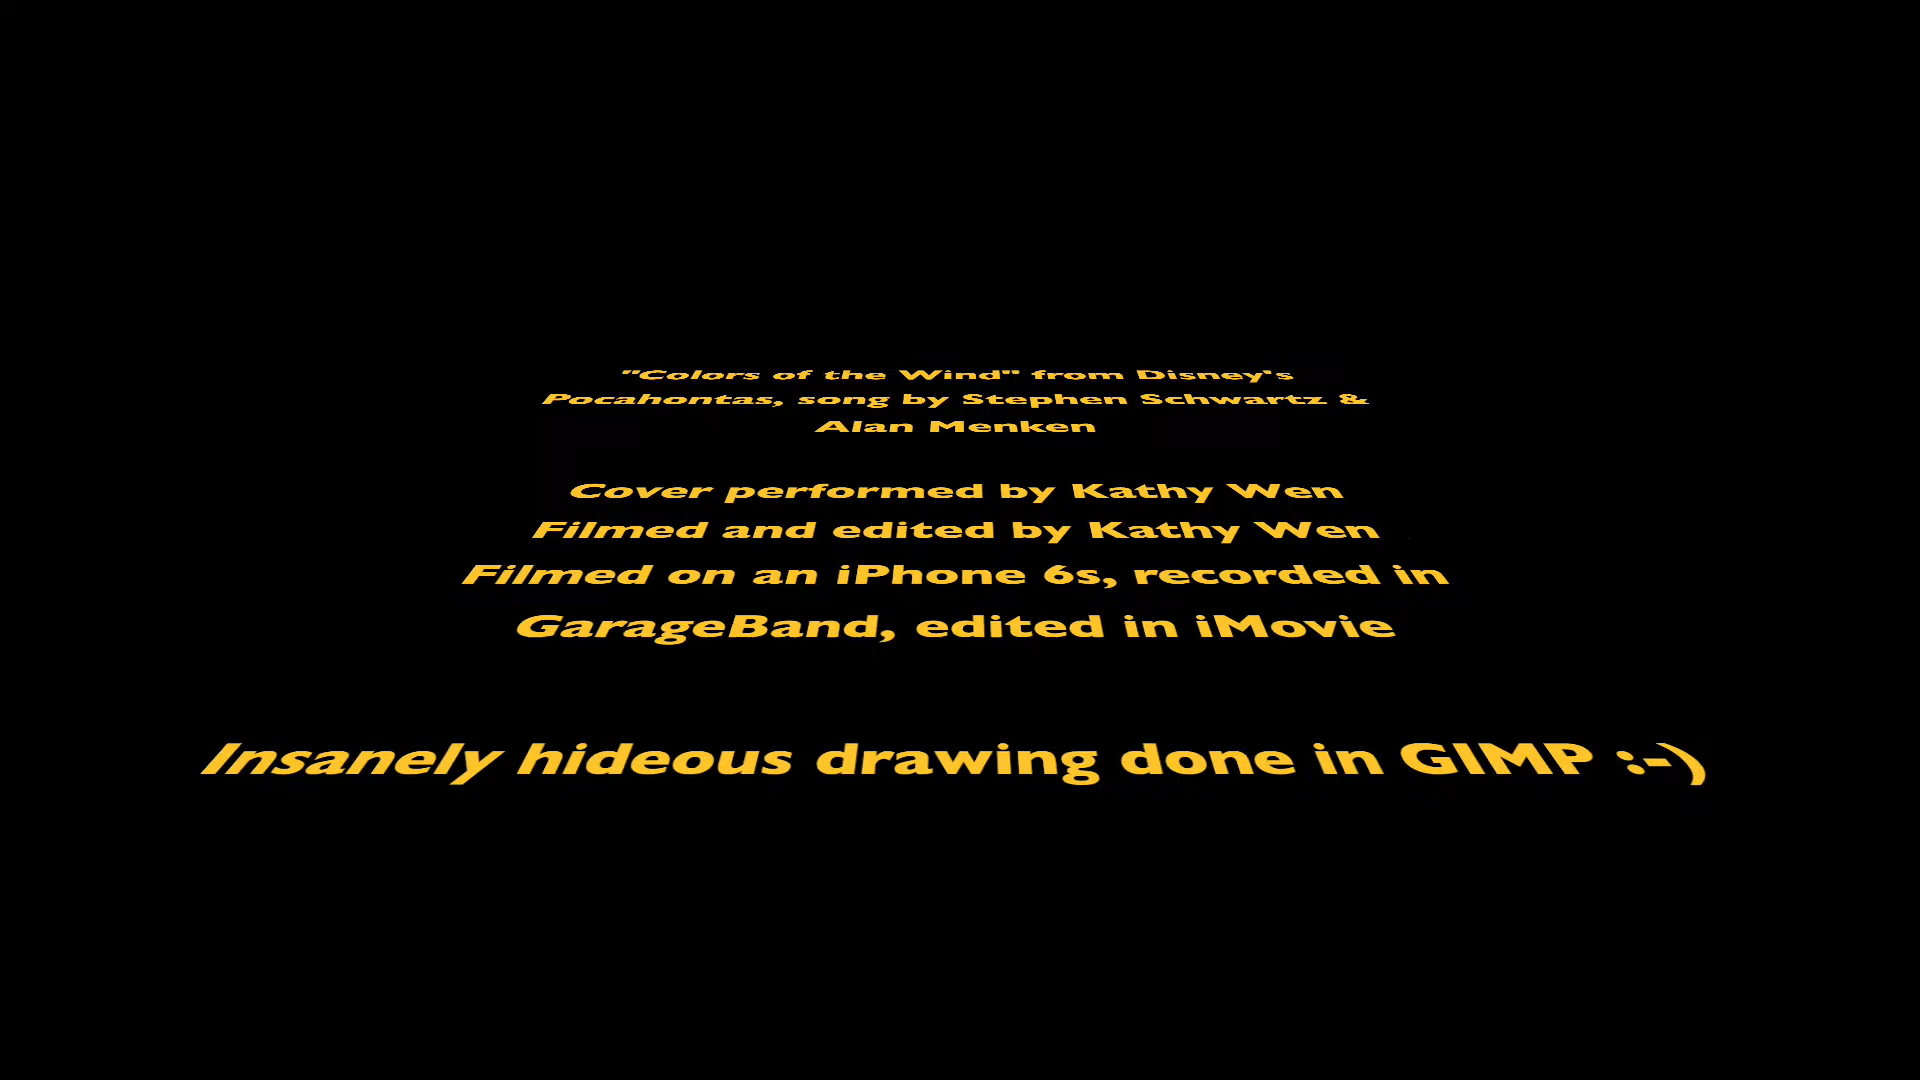 "Colors of the Wind" from Disney's
Pocahontas, song by Stephen Schwartz &
Alan Menken
Cover performed by Kathy Wen
Filmed and edited by Kathy Wen
Filmed on an iPhone 6s, recorded in
GarageBand, edited in iMovie
Insanely hideous drawing done in GIMP :-)